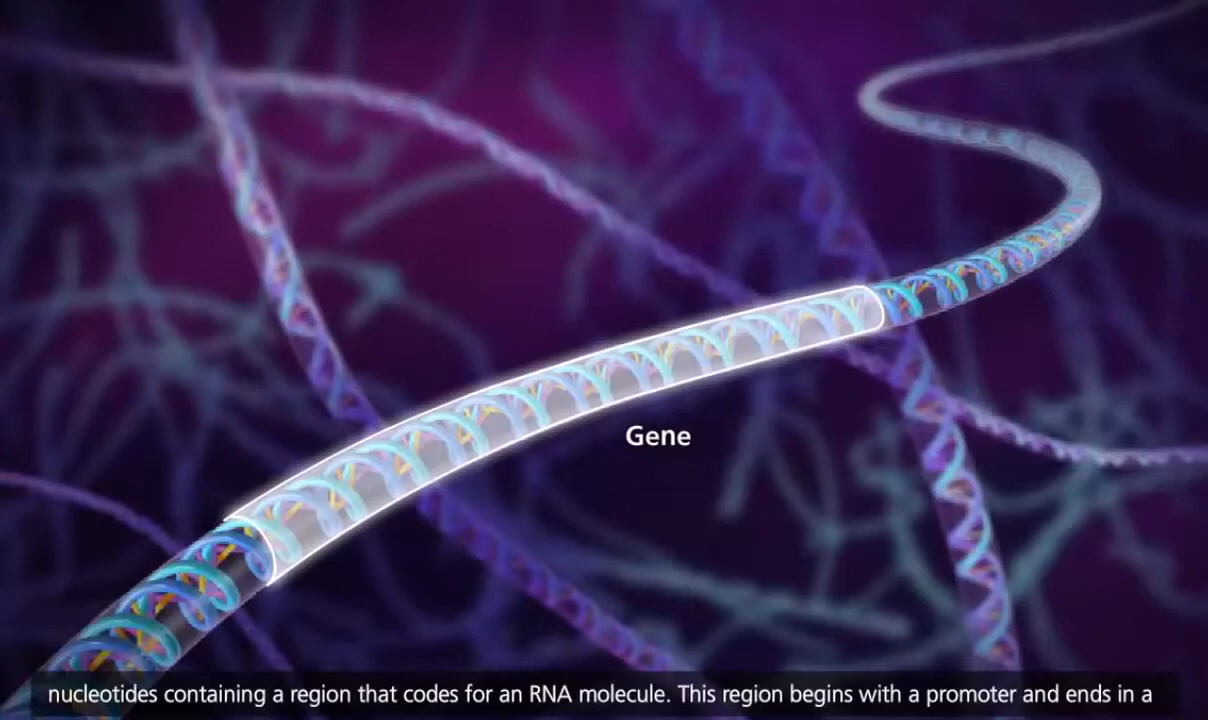 Gene
nucleotides containing a region that codes for an RNA molecule. This region begins with a promoter and ends in a